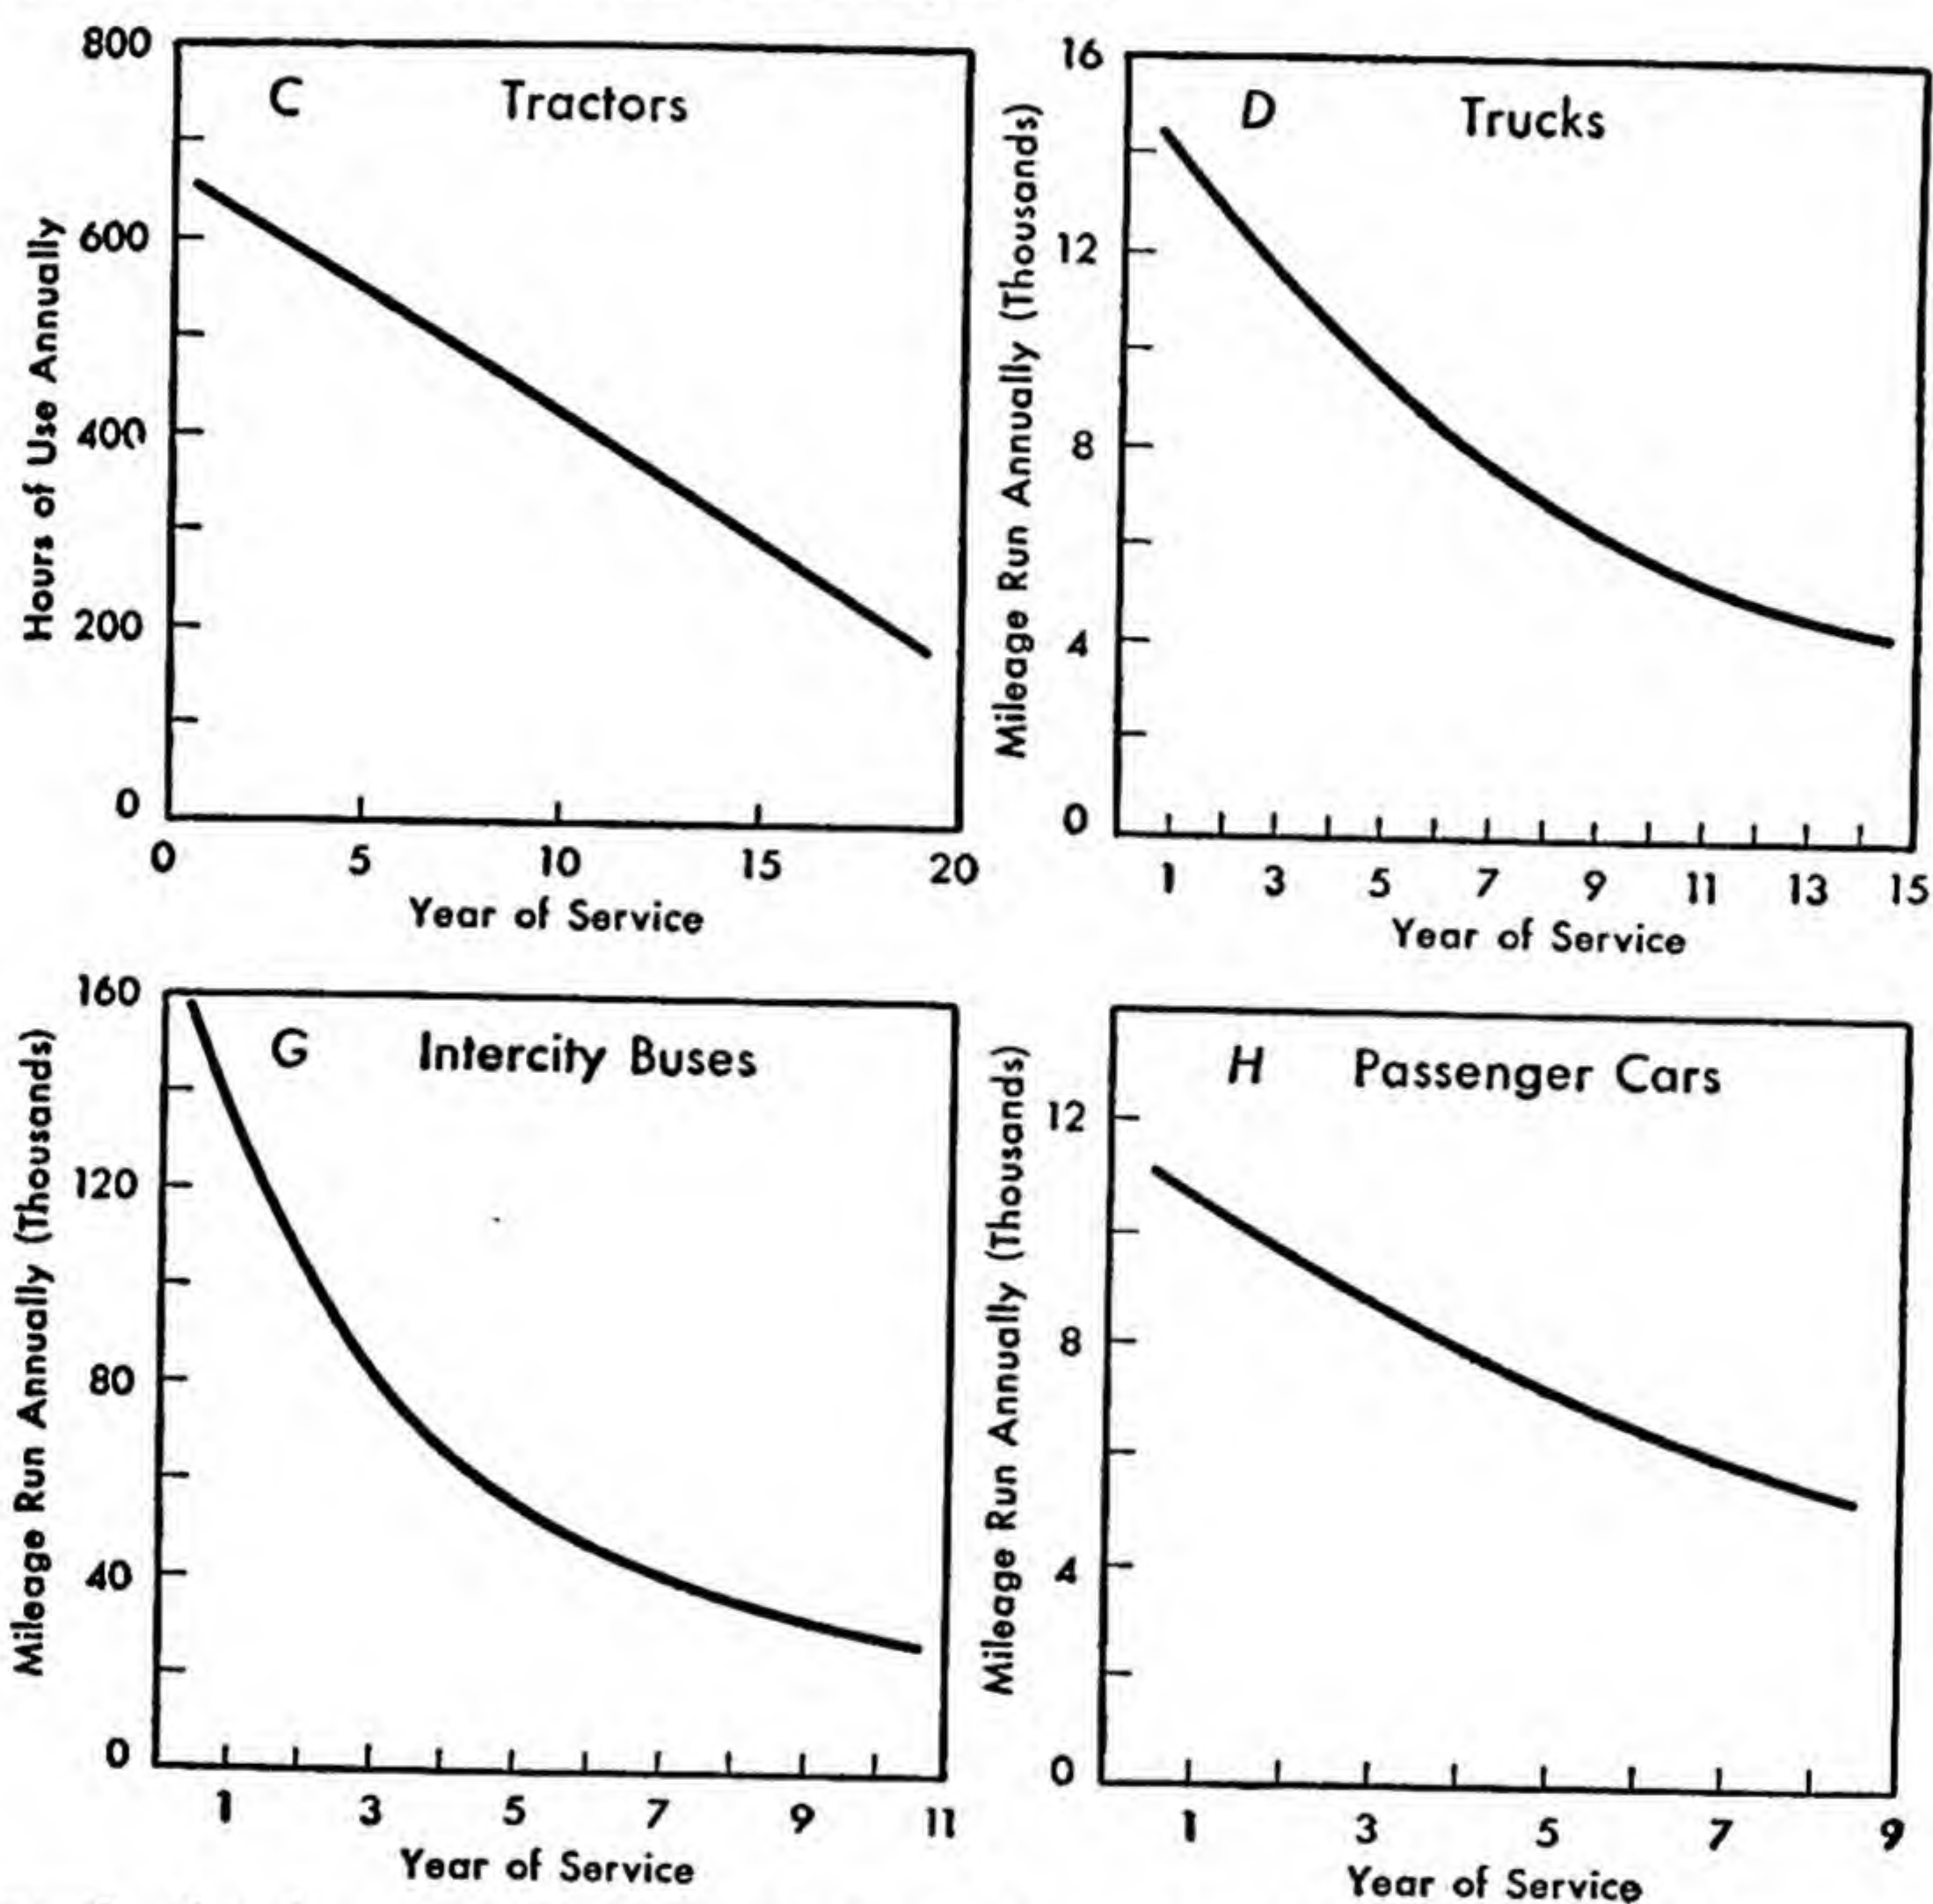 C Tractors
Hours of Use Annually
800
600
400
200
0
0 5 10 15 20
Year of Service
D Trucks
Mileage Run Annually (Thousands)
16
12
8
4
0
1 3 5 7 9 11 13 15
Year of Service
G Intercity Buses
Mileage Run Annually (Thousands)
160
120
80
40
0
1 3 5 7 9 11
Year of Service
H Passenger Cars
Mileage Run Annually (Thousands)
12
8
4
0
1 3 5 7 9
Year of Service